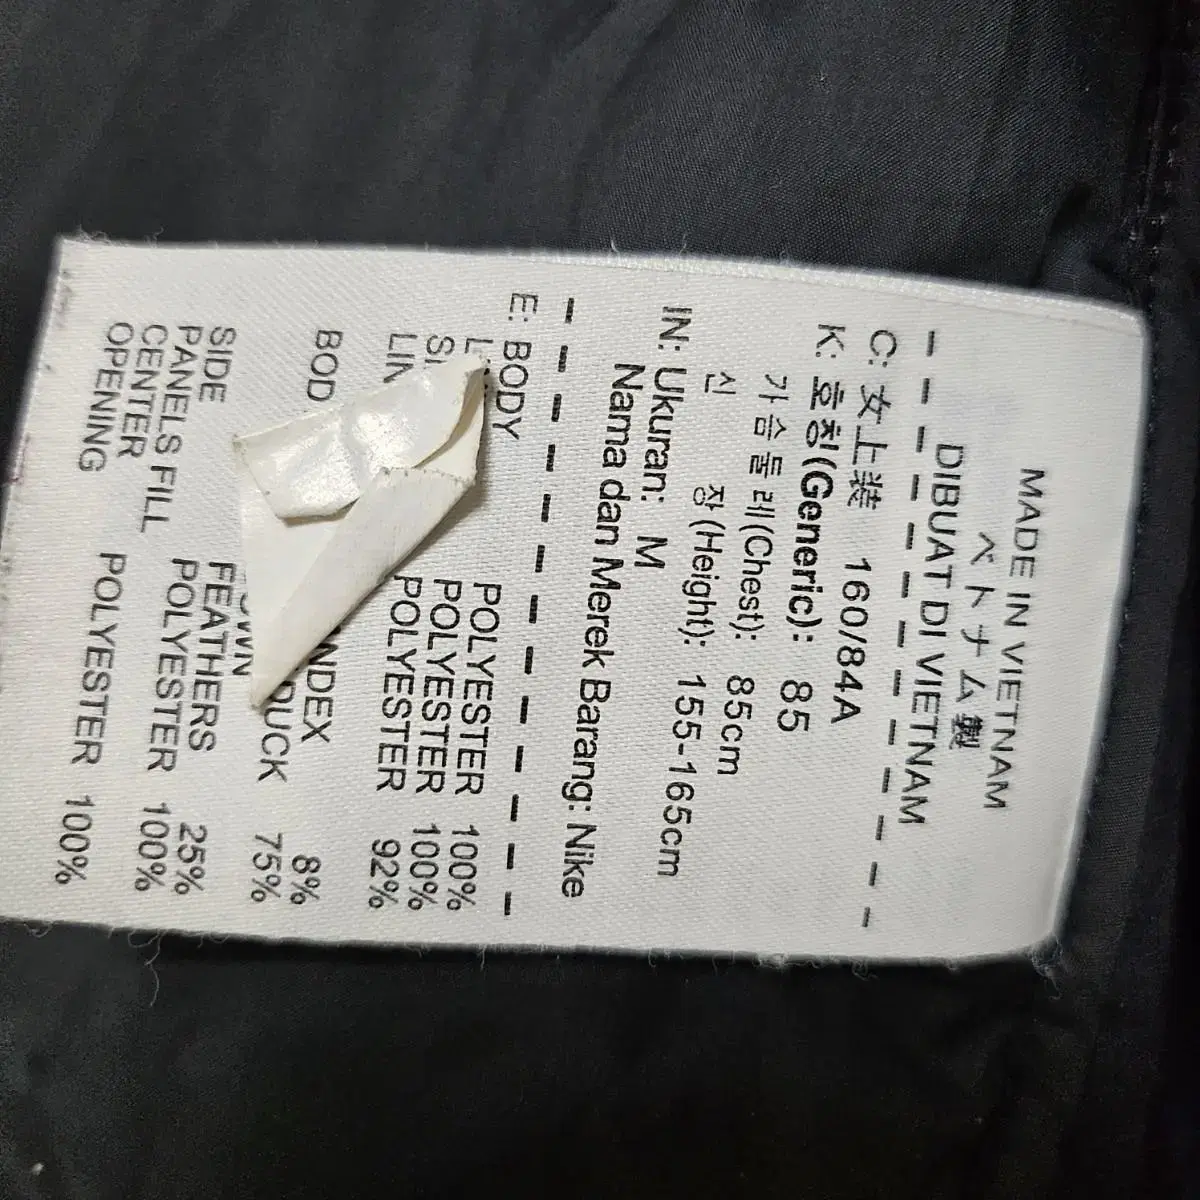 MADE IN VIETNAM
ベトナム製
DIBUAT DI VIETNAM
C: 女上装 160/84A
K: 호칭(Generic): 85
가슴둘레(Chest): 85cm
신 장(Height): 155-165cm
IN: Ukuran: M
Nama dan Merek Barang: Nike
E: BODY POLYESTER 100%
POLYESTER 100%
POLYESTER 92%
8%
DUCK 75%
FEATHERS 25%
SIDE PANELS FILL POLYESTER 100%
CENTER OPENING POLYESTER 100%